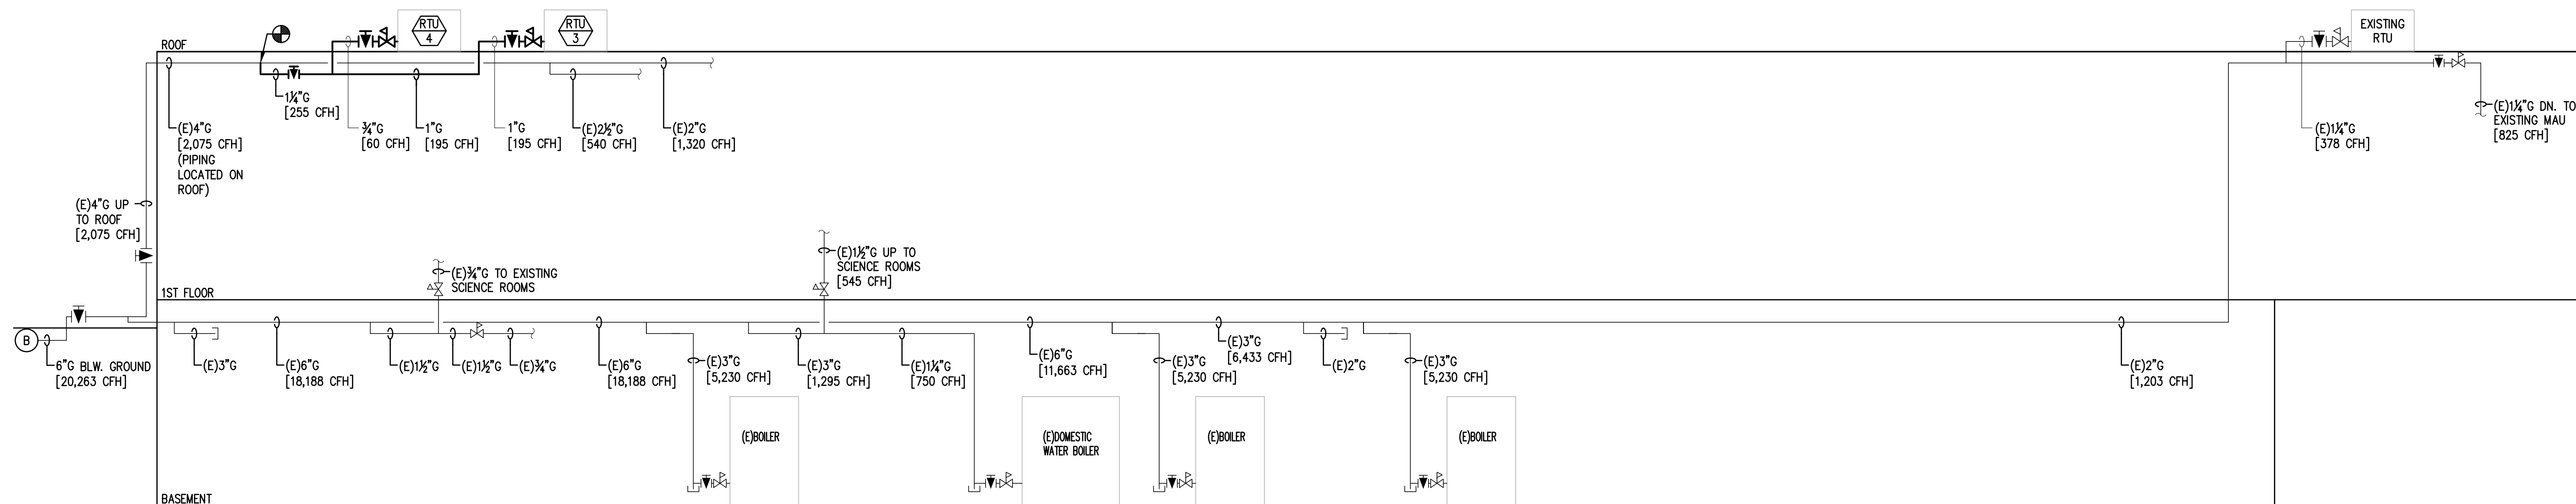 ROOF
RTU
4
RTU
3
EXISTING
RTU
1¼"G
[255 CFH]
(E)4"G
[2,075 CFH]
(PIPING
LOCATED ON
ROOF)
¾"G
[60 CFH]
1"G
[195 CFH]
1"G
[195 CFH]
(E)2½"G
[540 CFH]
(E)2"G
[1,320 CFH]
(E)1¼"G
[378 CFH]
(E)1¼"G DN. TO
EXISTING MAU
[825 CFH]
(E)4"G UP
TO ROOF
[2,075 CFH]
(E)¾"G TO EXISTING
SCIENCE ROOMS
(E)1½"G UP TO
SCIENCE ROOMS
[545 CFH]
1ST FLOOR
B
6"G BLW. GROUND
[20,263 CFH]
(E)3"G
(E)6"G
[18,188 CFH]
(E)1½"G
(E)1½"G
(E)¾"G
(E)6"G
[18,188 CFH]
(E)3"G
[5,230 CFH]
(E)3"G
[1,295 CFH]
(E)1¼"G
[750 CFH]
(E)6"G
[11,663 CFH]
(E)3"G
[5,230 CFH]
(E)3"G
[6,433 CFH]
(E)2"G
(E)3"G
[5,230 CFH]
(E)2"G
[1,203 CFH]
(E)BOILER
(E)DOMESTIC
WATER BOILER
(E)BOILER
(E)BOILER
BASEMENT